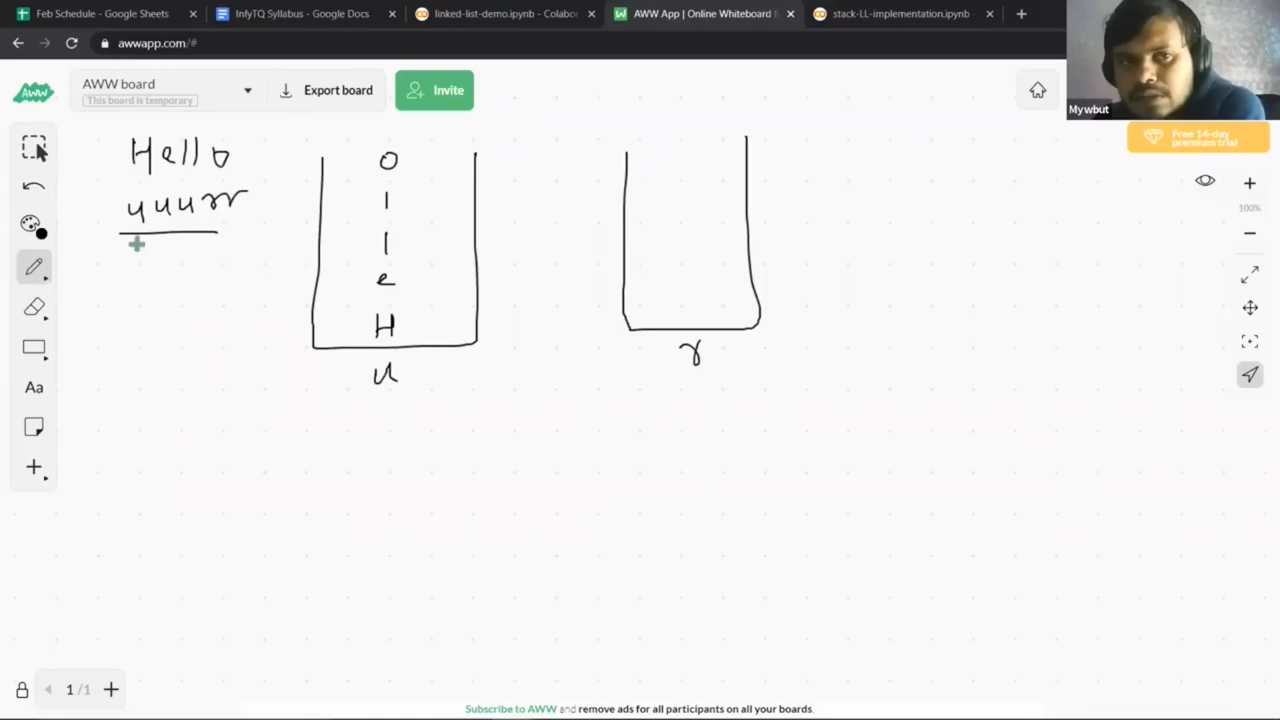 Feb Schedule - Google Sheets
InfyTQ Syllabus - Google Docs
linked-list-demo.ipynb - Colabor
AWW App | Online Whiteboard f
stack-LL-implementation.ipynb
awwapp.com/#
AWW
AWW board
This board is temporary
Export board
Invite
Mywbut
Free 14-day
premium trial
Hello
uuurr
o
l
l
e
H
u
r
Aa
100%
1 / 1
Subscribe to AWW and remove ads for all participants on all your boards.